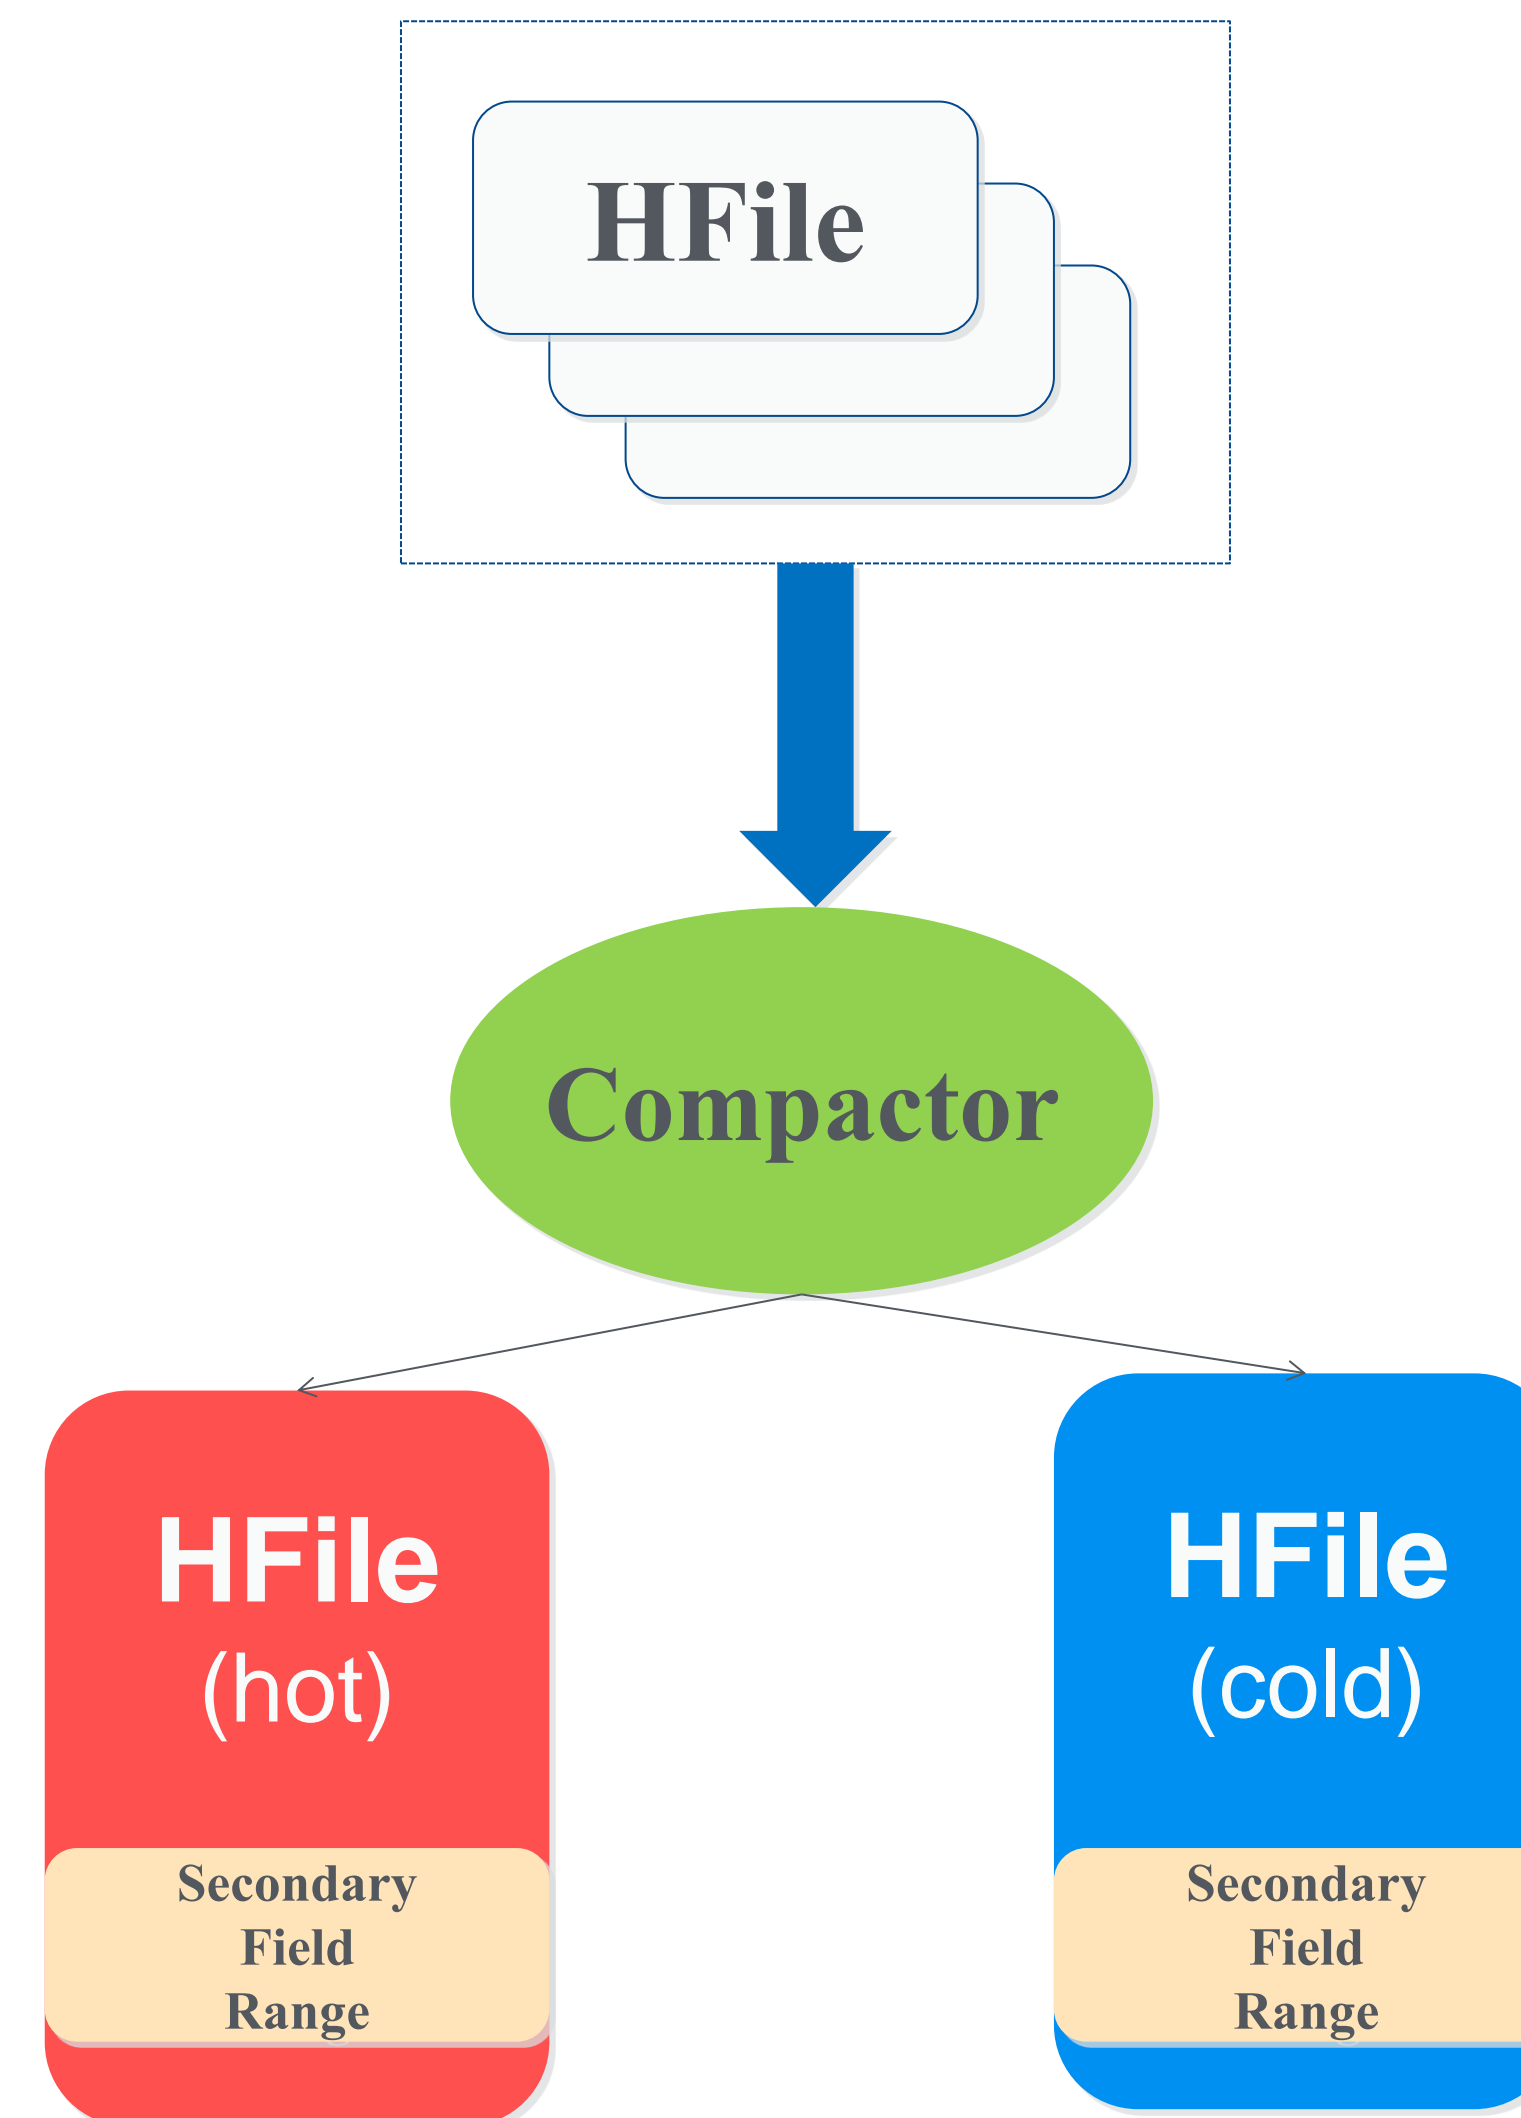 HFile
Compactor
HFile
(hot)
Secondary
Field
Range
HFile
(cold)
Secondary
Field
Range